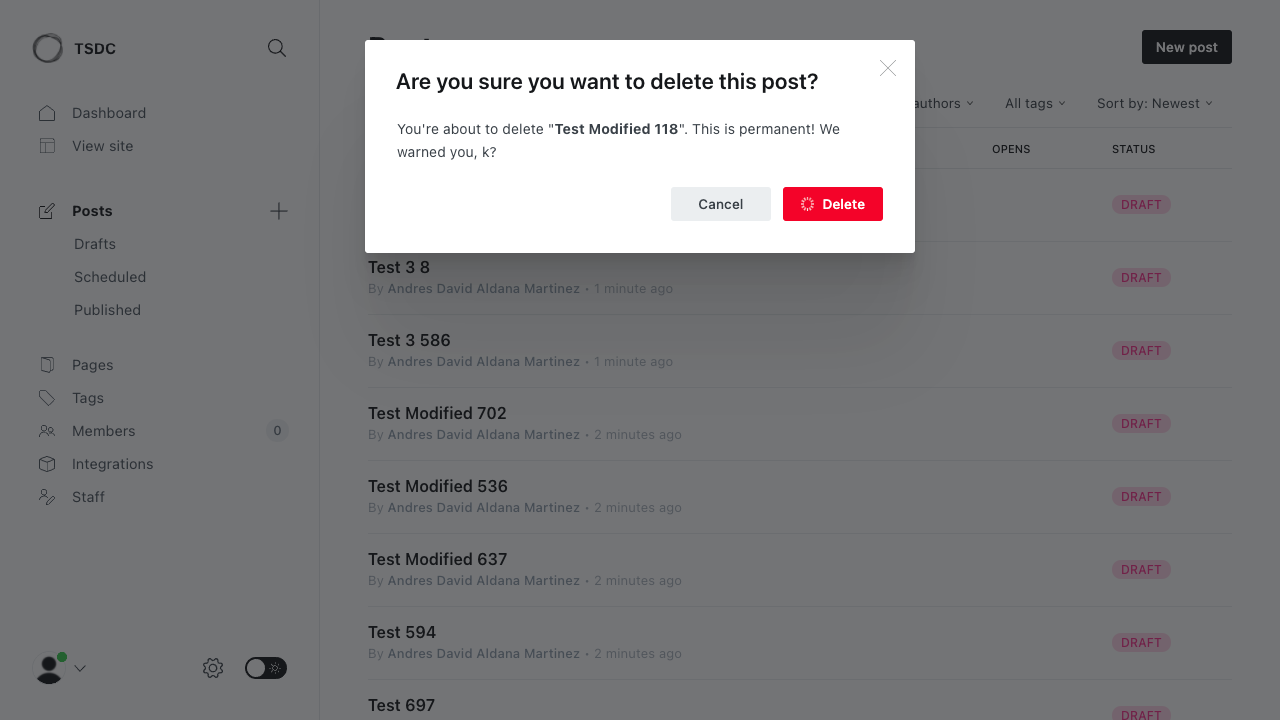 TSDC
Dashboard
View site
Posts
Drafts
Scheduled
Published
Pages
Tags
Members 0
Integrations
Staff
New post
authors All tags Sort by: Newest
OPENS STATUS
Are you sure you want to delete this post?
You're about to delete "Test Modified 118". This is permanent! We
warned you, k?
Cancel Delete
DRAFT
Test 3 8
By Andres David Aldana Martinez • 1 minute ago
DRAFT
Test 3 586
By Andres David Aldana Martinez • 1 minute ago
DRAFT
Test Modified 702
By Andres David Aldana Martinez • 2 minutes ago
DRAFT
Test Modified 536
By Andres David Aldana Martinez • 2 minutes ago
DRAFT
Test Modified 637
By Andres David Aldana Martinez • 2 minutes ago
DRAFT
Test 594
By Andres David Aldana Martinez • 2 minutes ago
DRAFT
Test 697
DRAFT